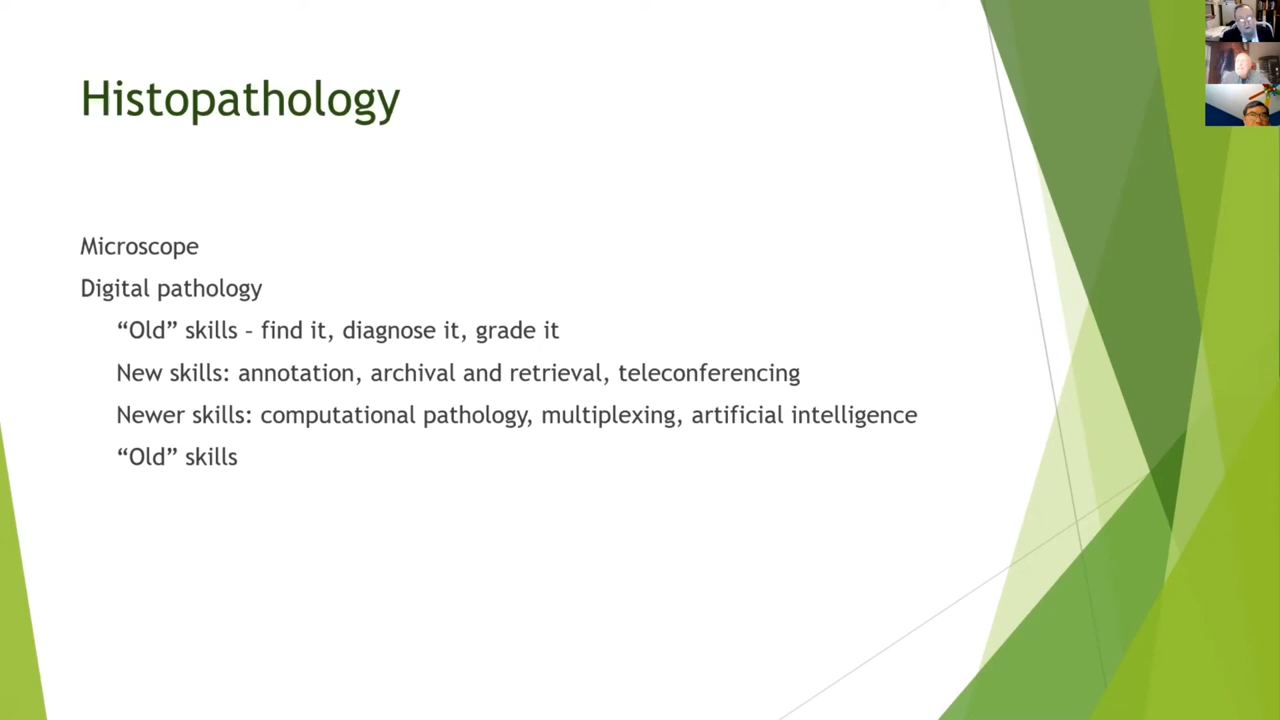 Histopathology
Microscope
Digital pathology
“Old” skills – find it, diagnose it, grade it
New skills: annotation, archival and retrieval, teleconferencing
Newer skills: computational pathology, multiplexing, artificial intelligence
“Old” skills